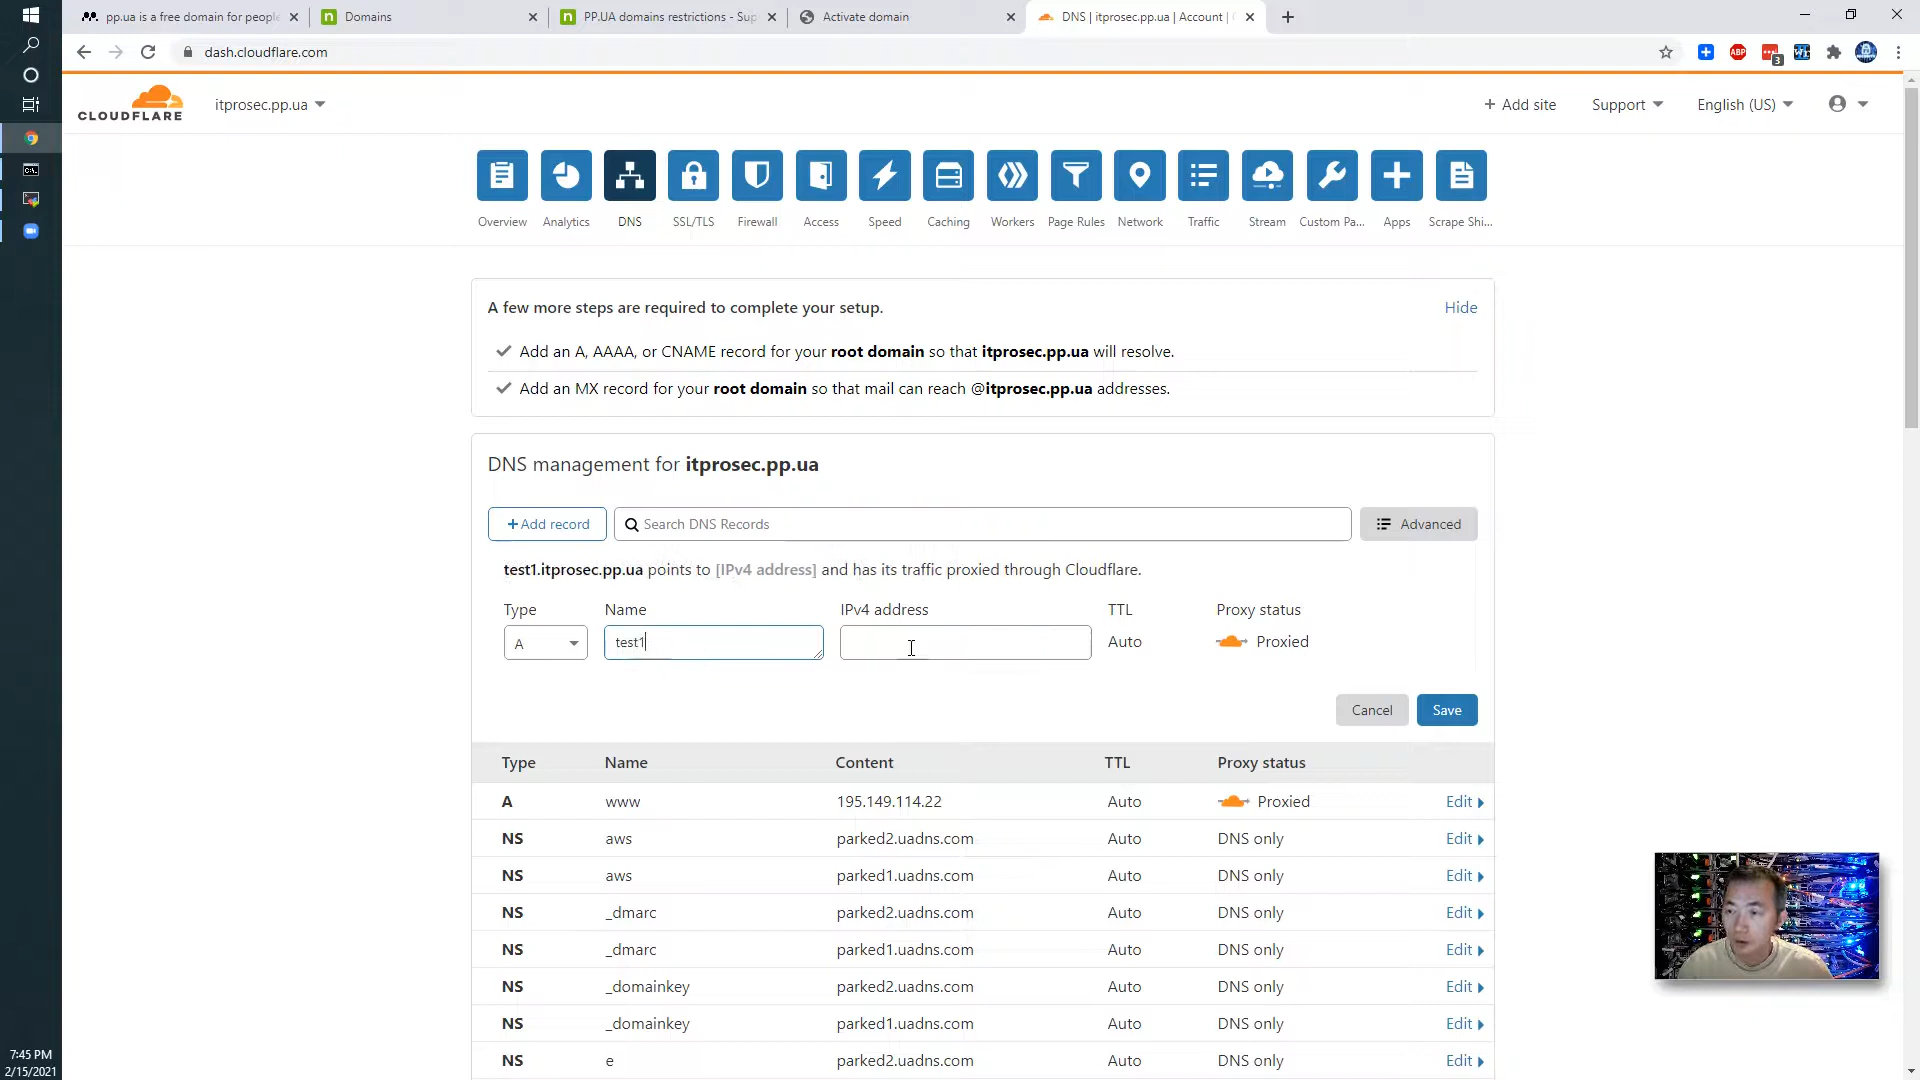 pp.ua is a free domain for people
Domains
PP.UA domains restrictions - Sup
Activate domain
DNS | itprosec.pp.ua | Account |
dash.cloudflare.com
ABP
3
CLOUDFLARE
itprosec.pp.ua
+ Add site
Support
English (US)
Overview
Analytics
DNS
SSL/TLS
Firewall
Access
Speed
Caching
Workers
Page Rules
Network
Traffic
Stream
Custom Pa...
Apps
Scrape Shi...
A few more steps are required to complete your setup.
Hide
Add an A, AAAA, or CNAME record for your root domain so that itprosec.pp.ua will resolve.
Add an MX record for your root domain so that mail can reach @itprosec.pp.ua addresses.
DNS management for itprosec.pp.ua
+Add record
Search DNS Records
Advanced
test1.itprosec.pp.ua points to [IPv4 address] and has its traffic proxied through Cloudflare.
Type Name IPv4 address TTL Proxy status
A test1 Auto Proxied
Cancel
Save
Type Name Content TTL Proxy status
A www 195.149.114.22 Auto Proxied Edit
NS aws parked2.uadns.com Auto DNS only Edit
NS aws parked1.uadns.com Auto DNS only Edit
NS _dmarc parked2.uadns.com Auto DNS only Edit
NS _dmarc parked1.uadns.com Auto DNS only Edit
NS _domainkey parked2.uadns.com Auto DNS only Edit
NS _domainkey parked1.uadns.com Auto DNS only Edit
NS e parked2.uadns.com Auto DNS only Edit
7:45 PM
2/15/2021